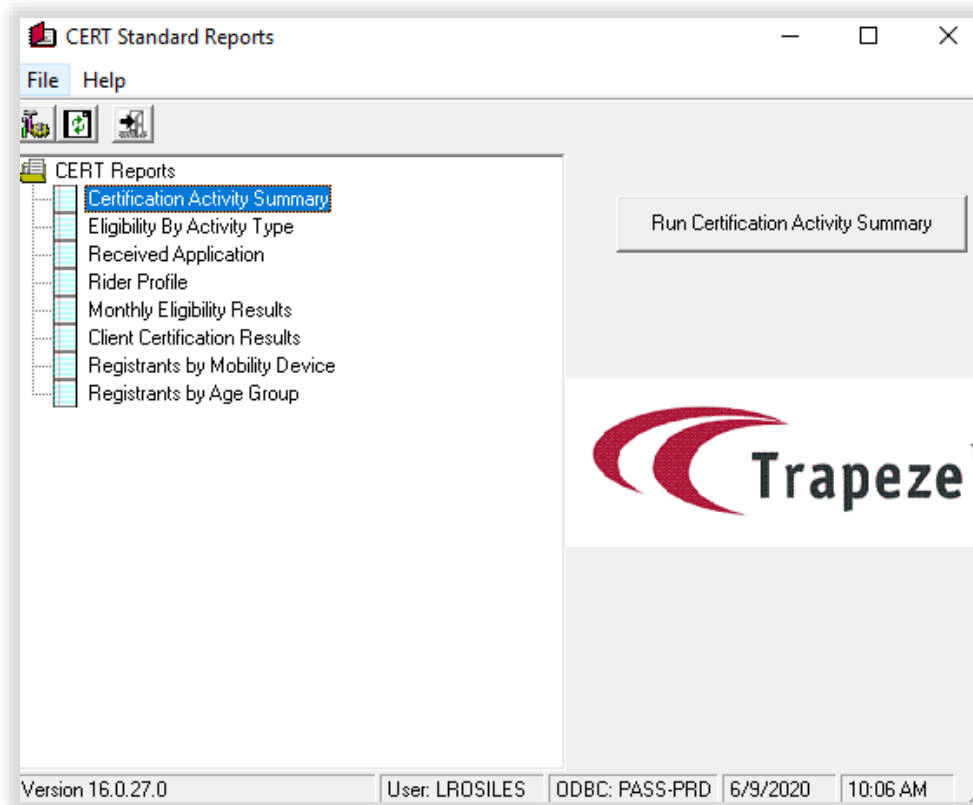 CERT Standard Reports
File Help
CERT Reports
Certification Activity Summary
Eligibility By Activity Type
Received Application
Rider Profile
Monthly Eligibility Results
Client Certification Results
Registrants by Mobility Device
Registrants by Age Group
Run Certification Activity Summary
Trapeze
Version 16.0.27.0 User: LROSILES ODBC: PASS-PRD 6/9/2020 10:06 AM